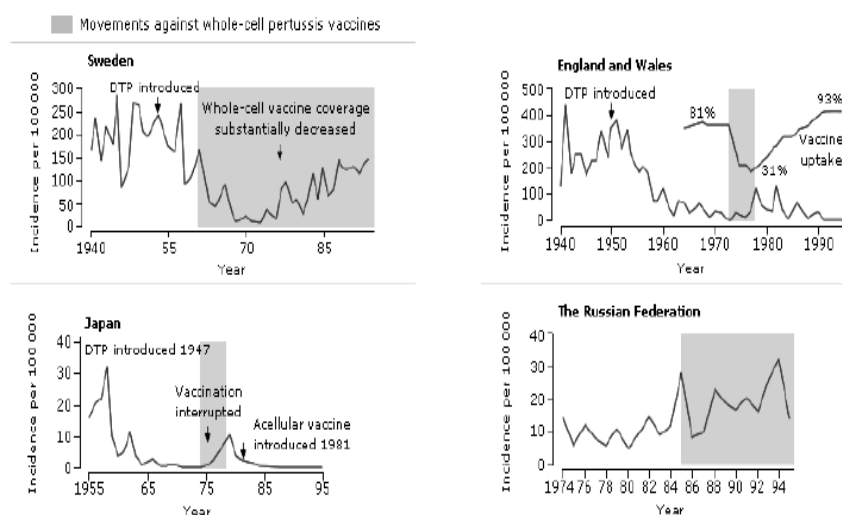 Movements against whole-cell pertussis vaccines
Sweden
Incidence per 100 000
300
250
200
150
100
50
0
DTP introduced
Whole-cell vaccine coverage
substantially decreased
1940 55 70 85
Year
England and Wales
Incidence per 100 000
500
400
300
200
100
0
DTP introduced
81%
93%
Vaccine
uptake
31%
1940 1950 1960 1970 1980 1990
Year
Japan
Incidence per 100 000
40
30
20
10
0
DTP introduced 1947
Vaccination
interrupted
Acellular vaccine
introduced 1981
1955 65 75 85 95
Year
The Russian Federation
Incidence per 100 000
40
30
20
10
0
1974 76 78 80 82 84 86 88 90 92 94
Year